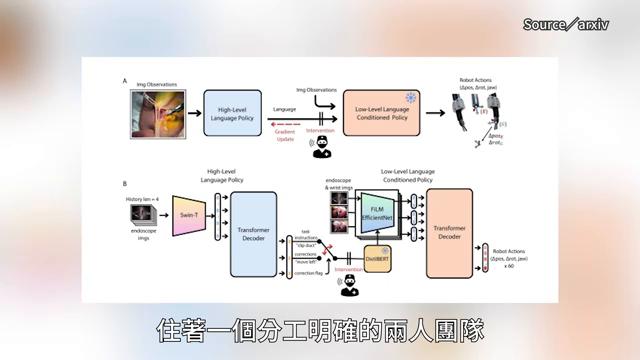 Source／arxiv
A
Img Observations
High-Level
Language Policy
Language
Gradient
Update
Img Observations
Intervention
Low-Level Language
Conditioned Policy
Robot Actions
(Δpos, Δrot, jaw)
B
High-Level
Language Policy
History len = 4
endoscope
imgs
Swin-T
Transformer
Decoder
task
instructions
"clip duct"
corrections
"move left"
correction flag
Intervention
Low-Level Language
Conditioned Policy
endoscope
& wrist imgs
FiLM
EfficientNet
DistilBERT
Transformer
Decoder
Robot Actions
(Δpos, Δrot, jaw)
x 60
住著一個分工明確的兩人團隊